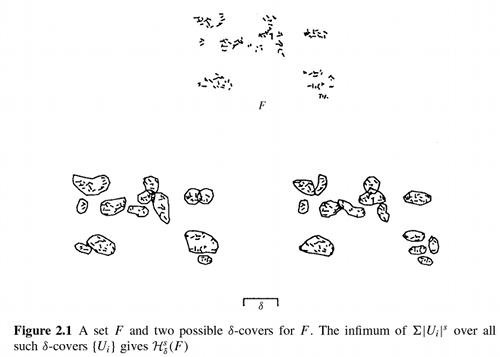 F
δ
Figure 2.1 A set F and two possible δ-covers for F. The infimum of Σ|Uᵢ|ˢ over all
such δ-covers {Uᵢ} gives ℋˢδ(F)